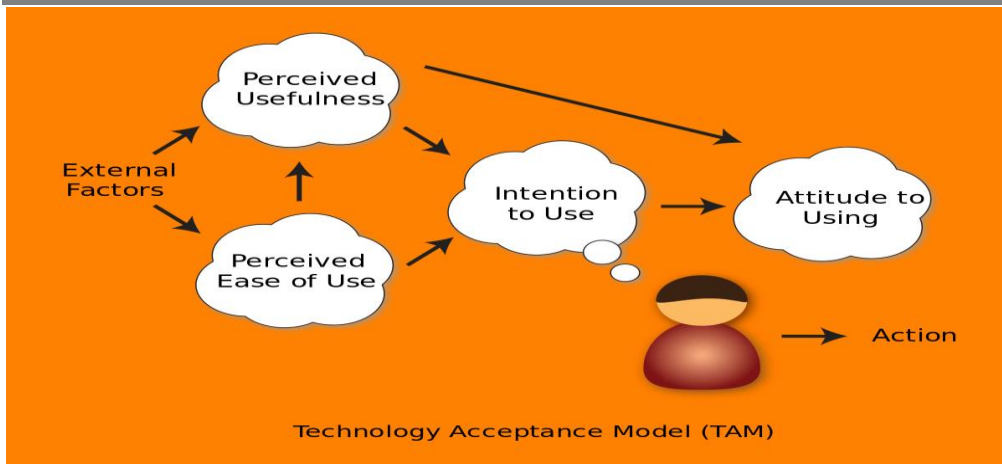 Perceived
Usefulness
External
Factors
Perceived
Ease of Use
Intention
to Use
Attitude to
Using
Action
Technology Acceptance Model (TAM)